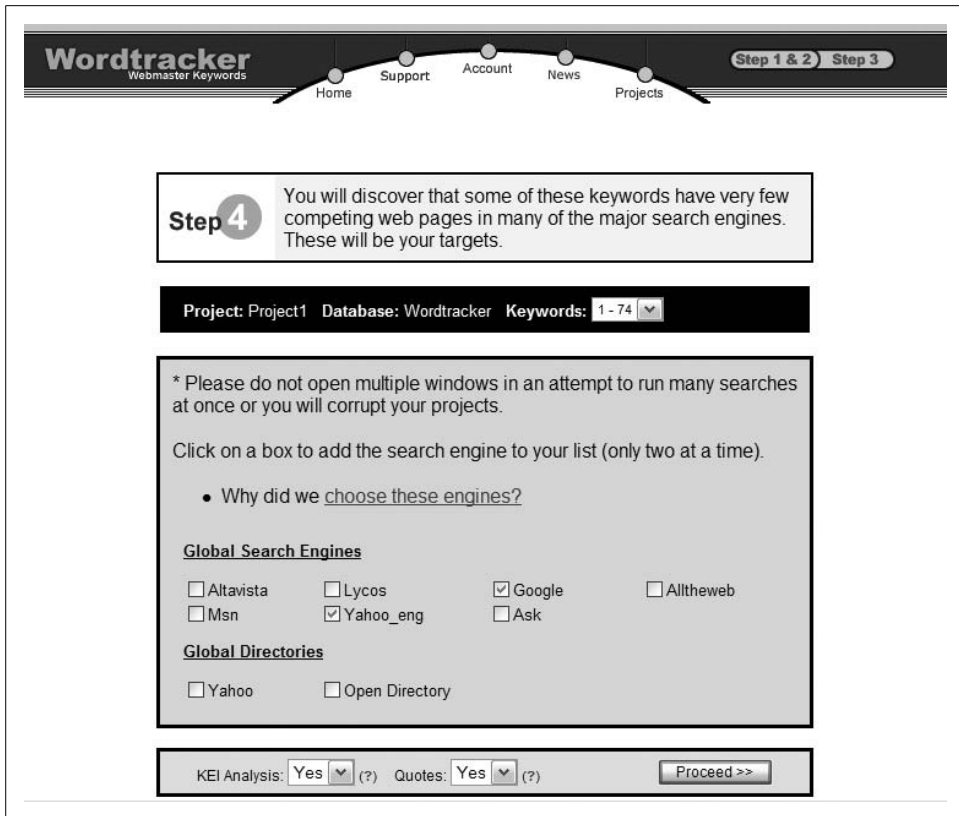 Wordtracker
Webmaster Keywords
Home
Support
Account
News
Projects
Step 1 & 2 Step 3
Step 4
You will discover that some of these keywords have very few
competing web pages in many of the major search engines.
These will be your targets.
Project: Project1 Database: Wordtracker Keywords: 1 - 74
* Please do not open multiple windows in an attempt to run many searches
at once or you will corrupt your projects.
Click on a box to add the search engine to your list (only two at a time).
• Why did we choose these engines?
Global Search Engines
Altavista Lycos Google Alltheweb
Msn Yahoo_eng Ask
Global Directories
Yahoo Open Directory
KEI Analysis: Yes (?) Quotes: Yes (?) Proceed >>